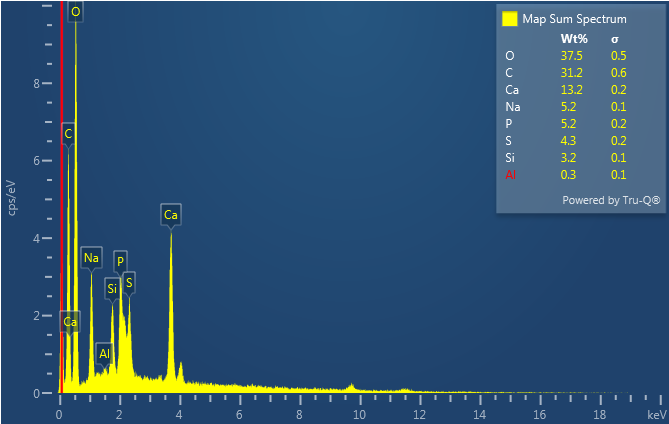 Map Sum Spectrum
Wt% σ
O 37.5 0.5
C 31.2 0.6
Ca 13.2 0.2
Na 5.2 0.1
P 5.2 0.2
S 4.3 0.2
Si 3.2 0.1
Al 0.3 0.1
Powered by Tru-Q®
O
C
Ca
Ca
Na
Al
Si
P
S
cps/eV
8
6
4
2
0
0 2 4 6 8 10 12 14 16 18 keV